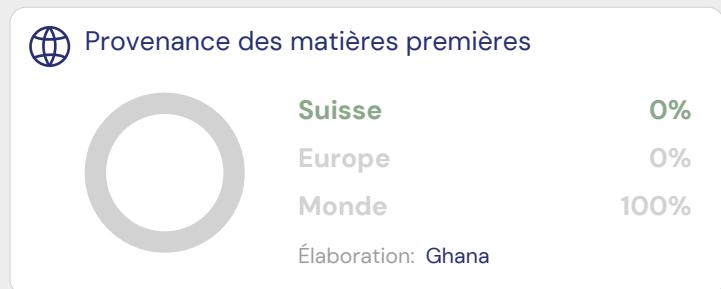 Provenance des matières premières
Suisse 0%
Europe 0%
Monde 100%
Élaboration: Ghana